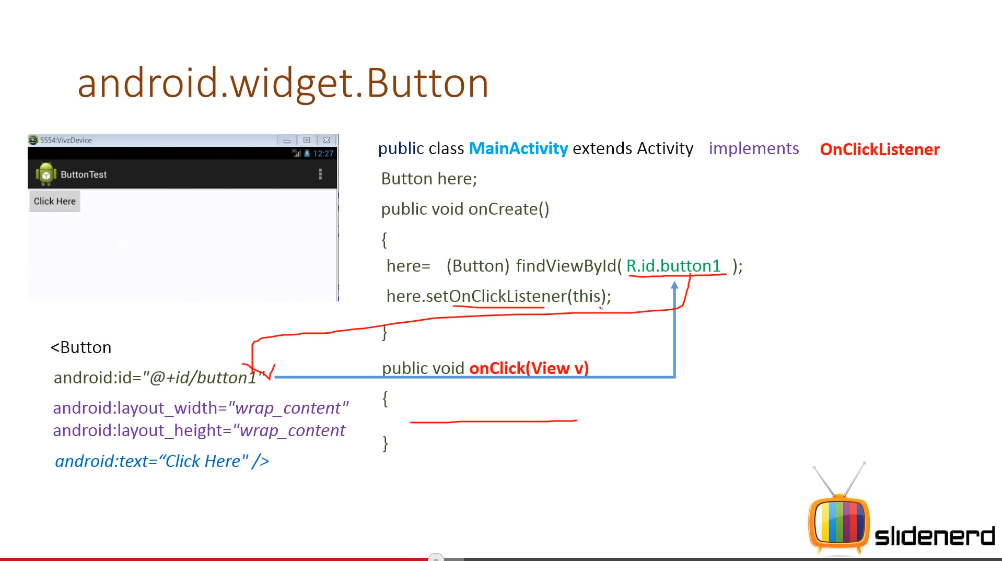 android.widget.Button
5554:VivzDevice
12:27
ButtonTest
Click Here
public class MainActivity extends Activity implements OnClickListener
Button here;
public void onCreate()
{
here= (Button) findViewById( R.id.button1 );
here.setOnClickListener(this);
}
public void onClick(View v)
{
}
<Button
android:id="@+id/button1"
android:layout_width="wrap_content"
android:layout_height="wrap_content
android:text=“Click Here" />
slidenerd